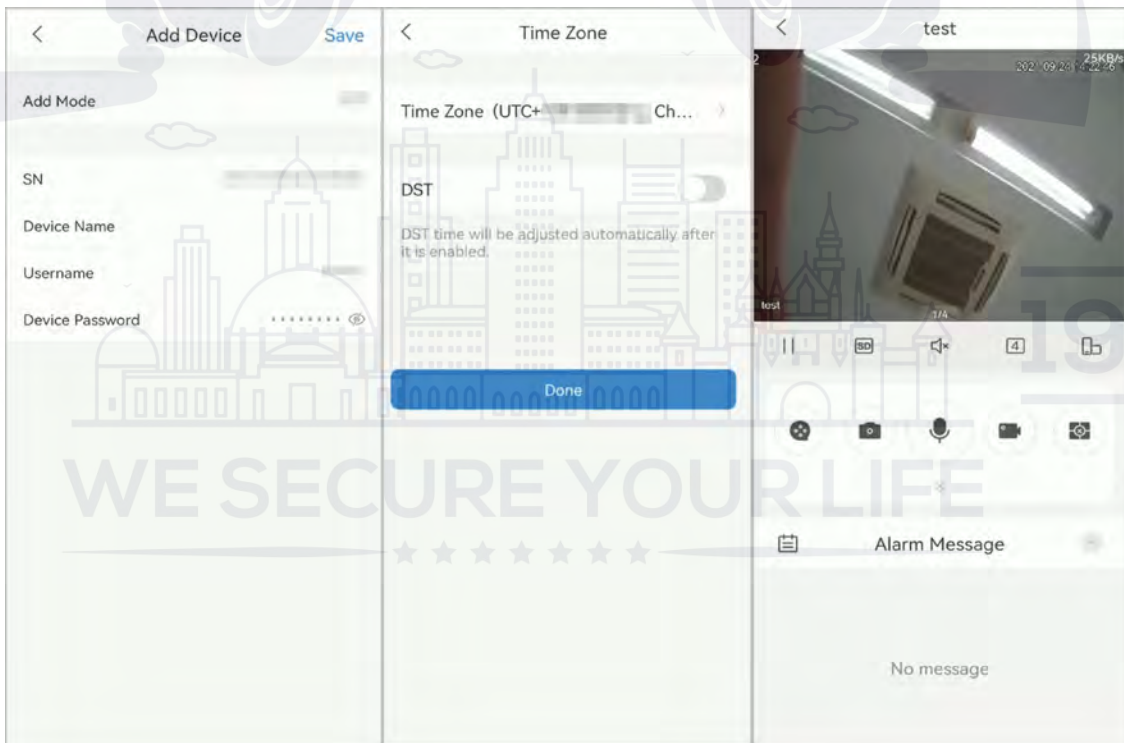 Add Device
Save
Add Mode
SN
Device Name
Username
Device Password
Time Zone
Time Zone (UTC+
Ch...
DST
DST time will be adjusted automatically after
it is enabled.
Done
test
25KB/s
test
1/4
SD
4
Alarm Message
No message
19
WE SECURE YOUR LIFE